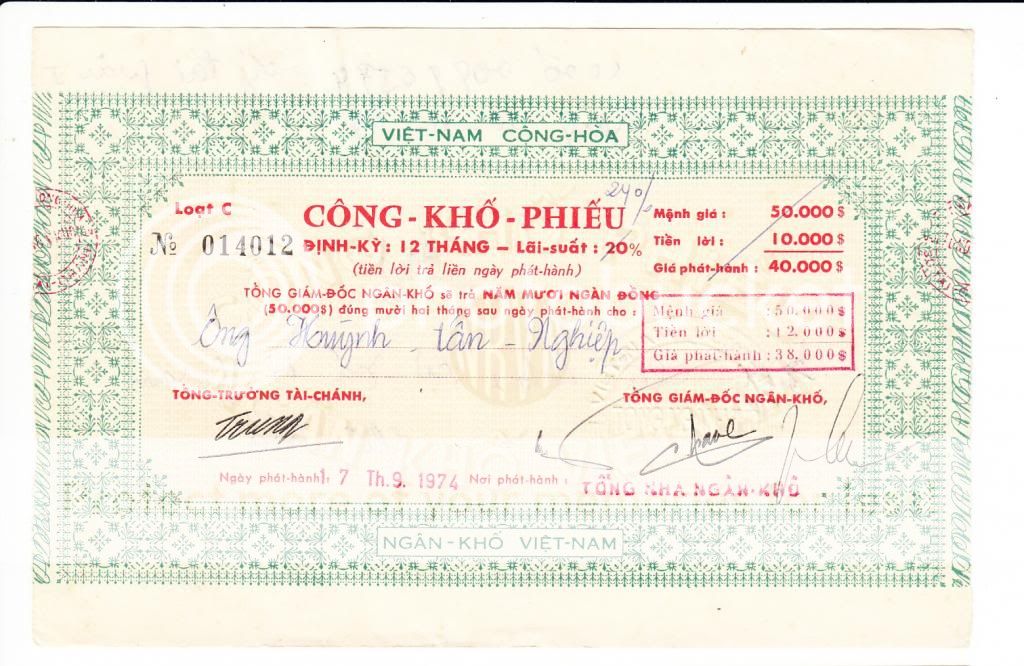 VIỆT-NAM CỘNG-HÒA
Loạt C
CÔNG-KHỐ-PHIẾU
24%
Mệnh giá : 50.000$
№ 014012
ĐỊNH-KỲ : 12 THÁNG — Lãi-suất : 20%
Tiền lời : 10.000$
(tiền lời trả liền ngày phát-hành)
Giá phát-hành : 40.000$
TỔNG GIÁM-ĐỐC NGÂN-KHỐ sẽ trả NĂM MƯƠI NGÀN ĐỒNG
(50.000$) đúng mười hai tháng sau ngày phát-hành cho :
Mệnh giá : 50.000$
Tiền lời : 12.000$
Giá phát-hành : 38.000$
Ông Huỳnh - tân - Nghiệp
TỔNG-TRƯỞNG TÀI-CHÁNH,
TỔNG GIÁM-ĐỐC NGÂN-KHỐ,
Ngày phát-hành : 17 Th.9. 1974 Nơi phát-hành : TỔNG NHA NGÂN-KHỐ
NGÂN-KHỐ VIỆT-NAM